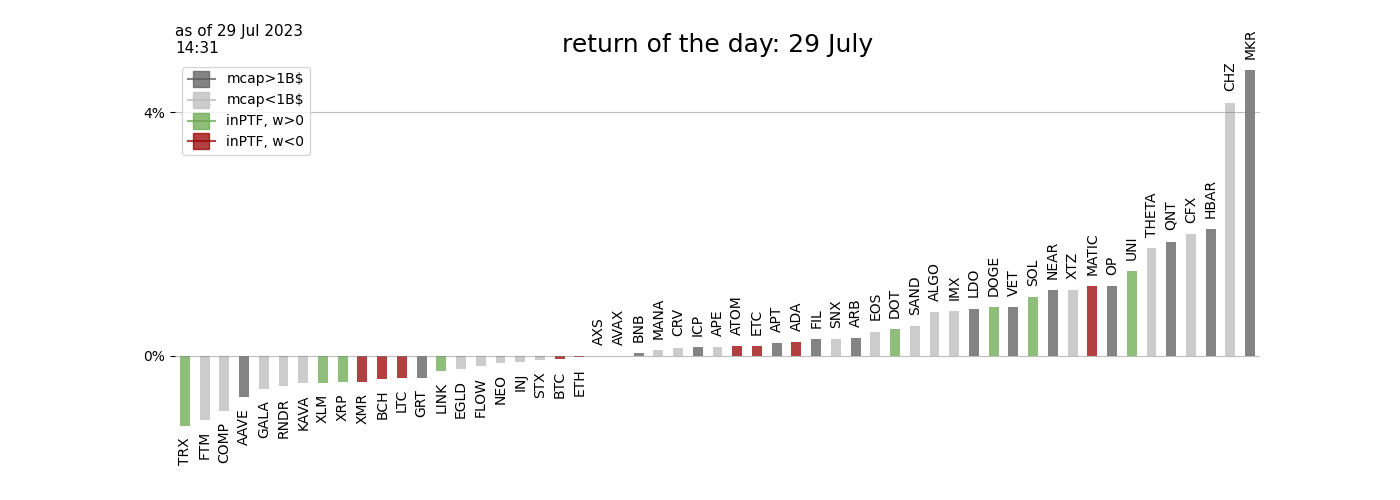 as of 29 Jul 2023
14:31
return of the day: 29 July
mcap>1B$
mcap<1B$
inPTF, w>0
inPTF, w<0
4%
0%
TRX
FTM
COMP
AAVE
GALA
RNDR
KAVA
XLM
XRP
XMR
BCH
LTC
GRT
LINK
EGLD
FLOW
NEO
INJ
STX
BTC
ETH
AXS
AVAX
BNB
MANA
CRV
ICP
APE
ATOM
ETC
APT
ADA
FIL
SNX
ARB
EOS
DOT
SAND
ALGO
IMX
LDO
DOGE
VET
SOL
NEAR
XTZ
MATIC
OP
UNI
THETA
QNT
CFX
HBAR
CHZ
MKR